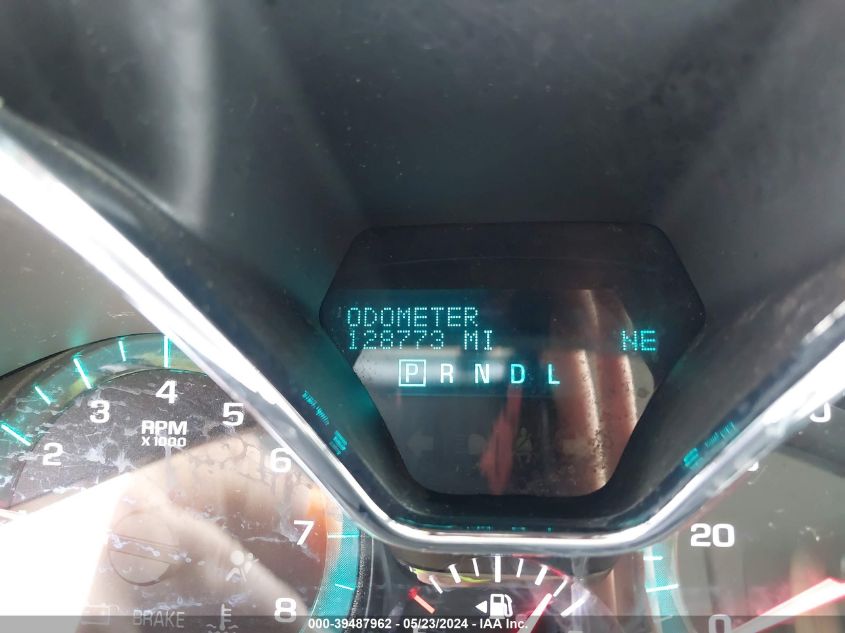 ODOMETER
128773 MI NE
P R N D L
2 3 4 5 6 7 8
RPM
X1000
20
0
BRAKE
000-39487962 - 05/23/2024 - IAA Inc.